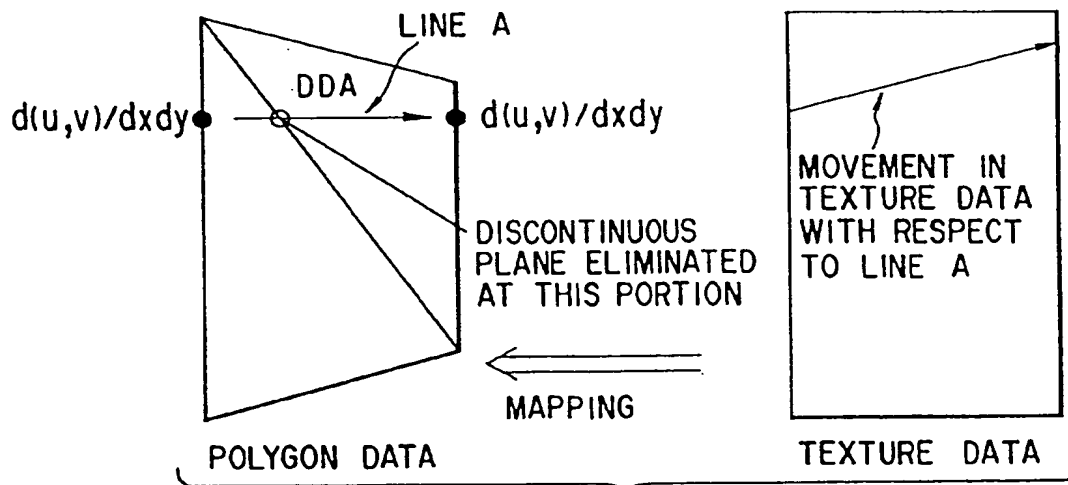 LINE A
DDA
d(u,v)/dxdy
d(u,v)/dxdy
DISCONTINUOUS
PLANE ELIMINATED
AT THIS PORTION
MOVEMENT IN
TEXTURE DATA
WITH RESPECT
TO LINE A
MAPPING
POLYGON DATA
TEXTURE DATA